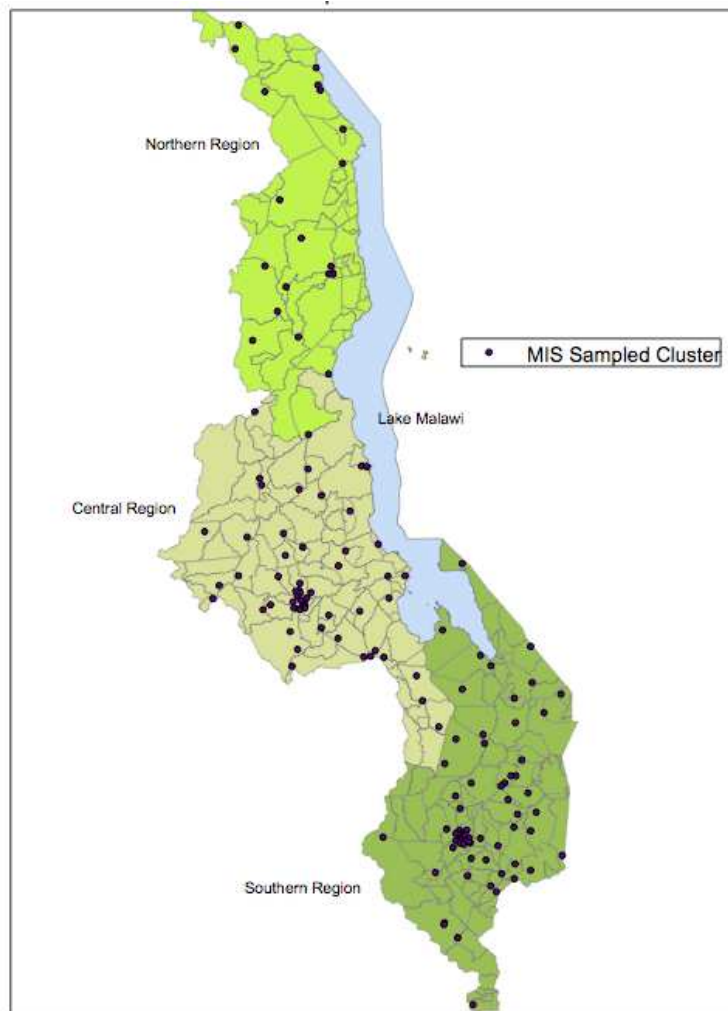 Northern Region
MIS Sampled Cluster
Lake Malawi
Central Region
Southern Region